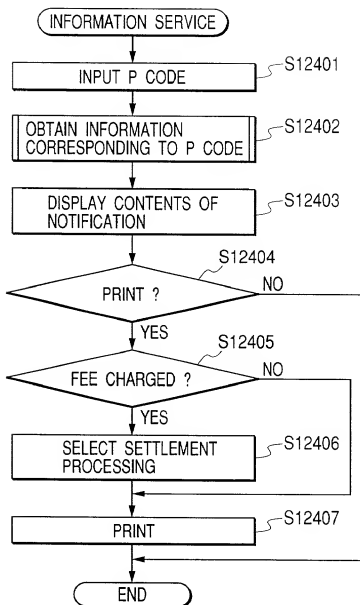 INFORMATION SERVICE
S12401
INPUT P CODE
S12402
OBTAIN INFORMATION
CORRESPONDING TO P CODE
S12403
DISPLAY CONTENTS OF
NOTIFICATION
S12404
PRINT ?
NO
YES
S12405
FEE CHARGED ?
NO
YES
S12406
SELECT SETTLEMENT
PROCESSING
S12407
PRINT
END